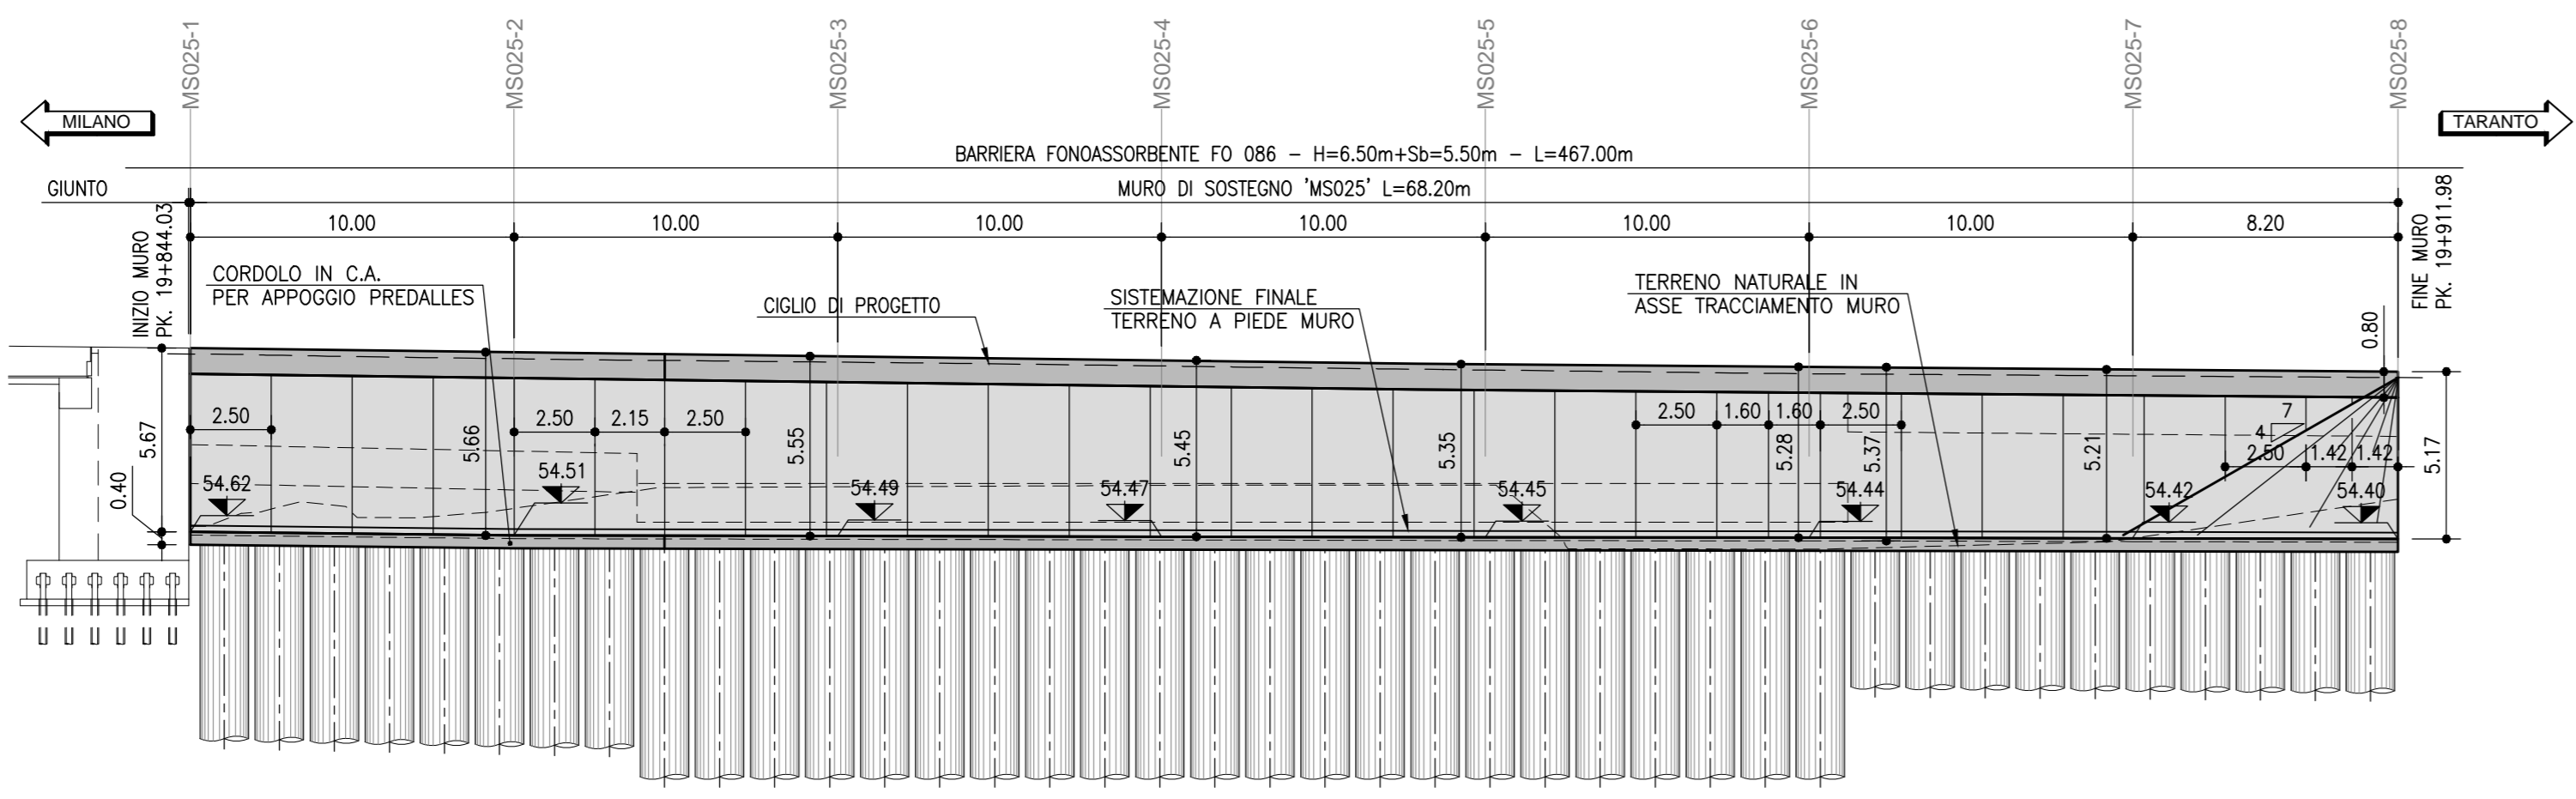 MS025-1
MS025-2
MS025-3
MS025-4
MS025-5
MS025-6
MS025-7
MS025-8
MILANO
TARANTO
BARRIERA FONOASSORBENTE FO 086 – H=6.50m+Sb=5.50m – L=467.00m
GIUNTO
MURO DI SOSTEGNO 'MS025' L=68.20m
INIZIO MURO
PK. 19+844.03
10.00
10.00
10.00
10.00
10.00
10.00
8.20
FINE MURO
PK. 19+911.98
CORDOLO IN C.A.
PER APPOGGIO PREDALLES
CIGLIO DI PROGETTO
SISTEMAZIONE FINALE
TERRENO A PIEDE MURO
TERRENO NATURALE IN
ASSE TRACCIAMENTO MURO
0.80
5.67
0.40
2.50
5.66
2.50
2.15
2.50
5.55
5.45
5.35
2.50
1.60
1.60
2.50
5.28
5.37
5.21
7
4
2.50
1.42
1.42
5.17
54.62
54.51
54.49
54.47
54.45
54.44
54.42
54.40